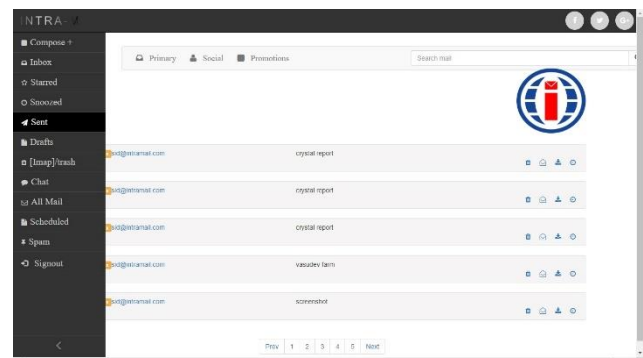 INTRA-M
Compose +
Inbox
Starred
Snoozed
Sent
Drafts
[Imap]/trash
Chat
All Mail
Scheduled
Spam
Signout
Primary Social Promotions Search mail
sid@intramail.com crystal report
sid@intramail.com crystal report
sid@intramail.com crystal report
sid@intramail.com vasudev farm
sid@intramail.com screenshot
Prev 1 2 3 4 5 Next